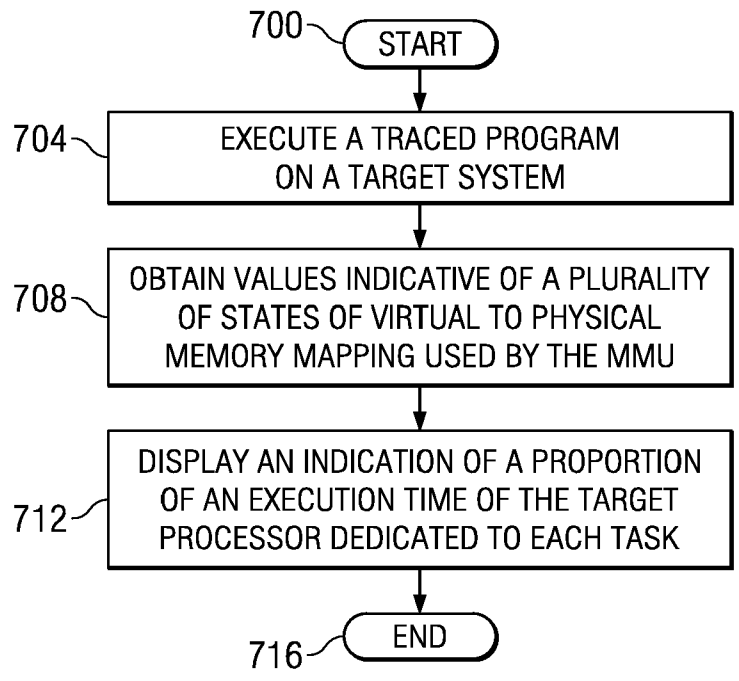 700
START
704
EXECUTE A TRACED PROGRAM
ON A TARGET SYSTEM
708
OBTAIN VALUES INDICATIVE OF A PLURALITY
OF STATES OF VIRTUAL TO PHYSICAL
MEMORY MAPPING USED BY THE MMU
712
DISPLAY AN INDICATION OF A PROPORTION
OF AN EXECUTION TIME OF THE TARGET
PROCESSOR DEDICATED TO EACH TASK
716
END